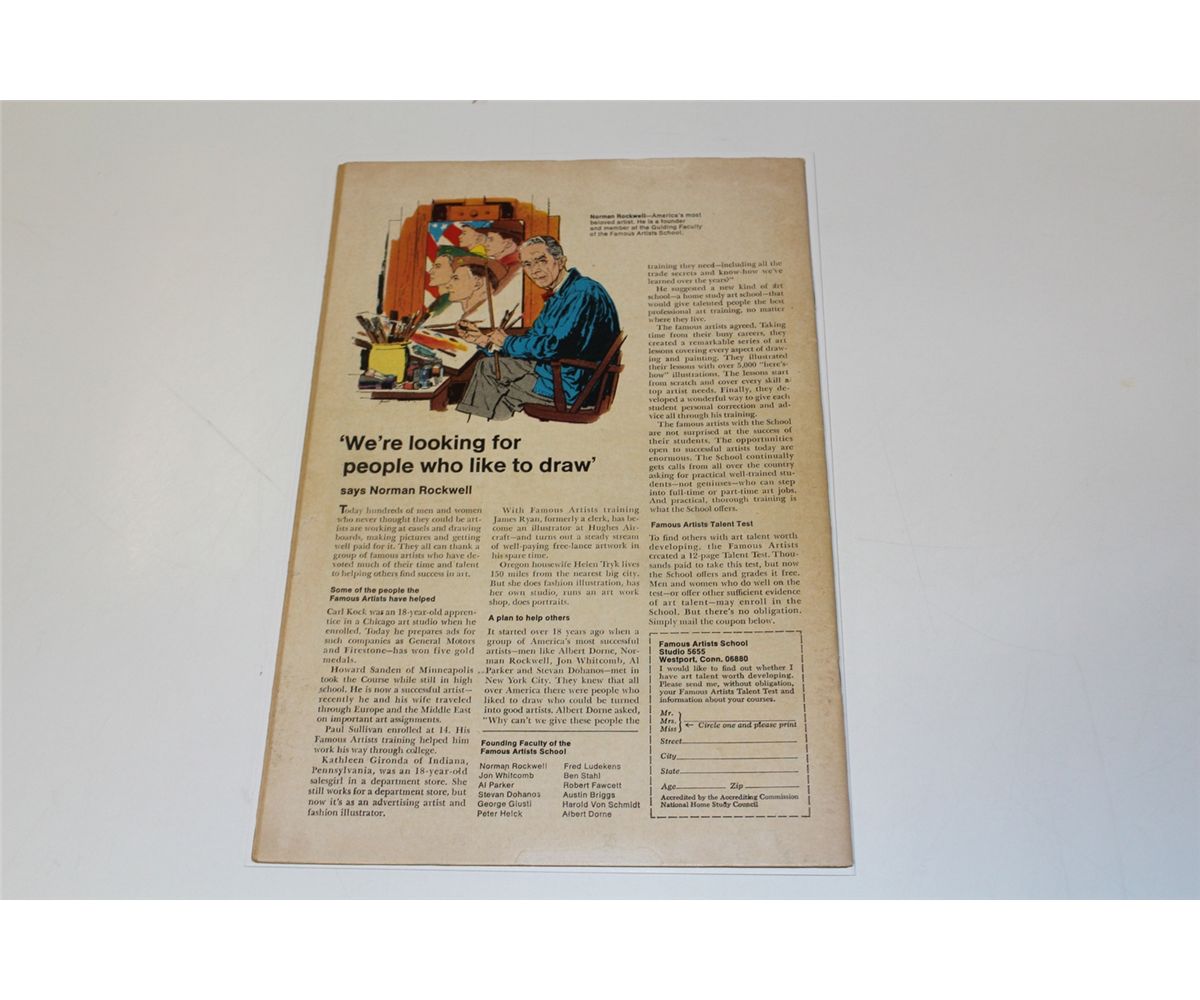 Norman Rockwell—America's most
beloved artist. He is a founder
and member of the Guiding Faculty
of the Famous Artists School.
'We're looking for
people who like to draw'
says Norman Rockwell
Today hundreds of men and women
who never thought they could be art-
ists are working at easels and drawing
boards, making pictures and getting
well paid for it. They all can thank a
group of famous artists who have de-
voted much of their time and talent
to helping others find success in art.
Some of the people the
Famous Artists have helped
Carl Kock was an 18-year-old appren-
tice in a Chicago art studio when he
enrolled. Today he prepares ads for
such companies as General Motors
and Firestone—has won five gold
medals.
Howard Sanden of Minneapolis
took the Course while still in high
school. He is now a successful artist—
recently he and his wife traveled
through Europe and the Middle East
on important art assignments.
Paul Sullivan enrolled at 14. His
Famous Artists training helped him
work his way through college.
Kathleen Gironda of Indiana,
Pennsylvania, was an 18-year-old
salesgirl in a department store. She
still works for a department store, but
now it's as an advertising artist and
fashion illustrator.
With Famous Artists training
James Ryan, formerly a clerk, has be-
come an illustrator at Hughes Air-
craft—and turns out a steady stream
of well-paying free-lance artwork in
his spare time.
Oregon housewife Helen Tryk lives
150 miles from the nearest big city.
But she does fashion illustration, has
her own studio, runs an art work
shop, does portraits.
A plan to help others
It started over 18 years ago when a
group of America's most successful
artists—men like Albert Dorne, Nor-
man Rockwell, Jon Whitcomb, Al
Parker and Stevan Dohanos—met in
New York City. They knew that all
over America there were people who
liked to draw who could be turned
into good artists. Albert Dorne asked,
"Why can't we give these people the
Founding Faculty of the
Famous Artists School
Norman Rockwell
Jon Whitcomb
Al Parker
Stevan Dohanos
George Giusti
Peter Helck
Fred Ludekens
Ben Stahl
Robert Fawcett
Austin Briggs
Harold Von Schmidt
Albert Dorne
training they need—including all the
trade secrets and know-how we've
learned over the years?"
He suggested a new kind of art
school—a home study art school—that
would give talented people the best
professional art training, no matter
where they live.
The famous artists agreed. Taking
time from their busy careers, they
created a remarkable series of art
lessons covering every aspect of draw-
ing and painting. They illustrated
their lessons with over 5,000 "here's-
how" illustrations. The lessons start
from scratch and cover every skill a
top artist needs. Finally, they de-
veloped a wonderful way to give each
student personal correction and ad-
vice all through his training.
The famous artists with the School
are not surprised at the success of
their students. The opportunities
open to successful artists today are
enormous. The School continually
gets calls from all over the country
asking for practical well-trained stu-
dents—not geniuses—who can step
into full-time or part-time art jobs.
And practical, thorough training is
what the School offers.
Famous Artists Talent Test
To find others with art talent worth
developing, the Famous Artists
created a 12-page Talent Test. Thou-
sands paid to take this test, but now
the School offers and grades it free.
Men and women who do well on the
test—or offer other sufficient evidence
of art talent—may enroll in the
School. But there's no obligation.
Simply mail the coupon below.
Famous Artists School
Studio 5655
Westport, Conn. 06880
I would like to find out whether I
have art talent worth developing.
Please send me, without obligation,
your Famous Artists Talent Test and
information about your courses.
Mr.
Mrs.
Miss
← Circle one and please print
Street
City
State
Age Zip
Accredited by the Accrediting Commission
National Home Study Council